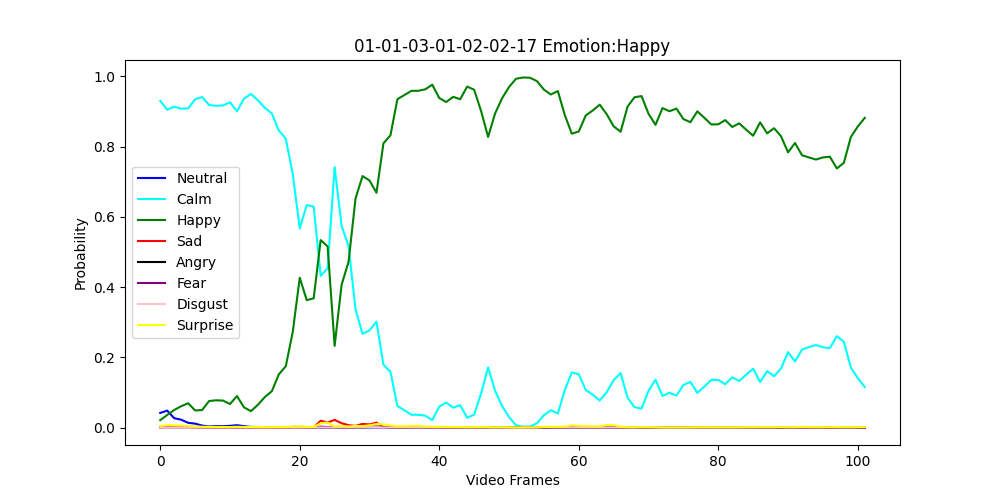 01-01-03-01-02-02-17 Emotion:Happy
Probability
1.0
0.8
0.6
0.4
0.2
0.0
Neutral
Calm
Happy
Sad
Angry
Fear
Disgust
Surprise
0 20 40 60 80 100
Video Frames